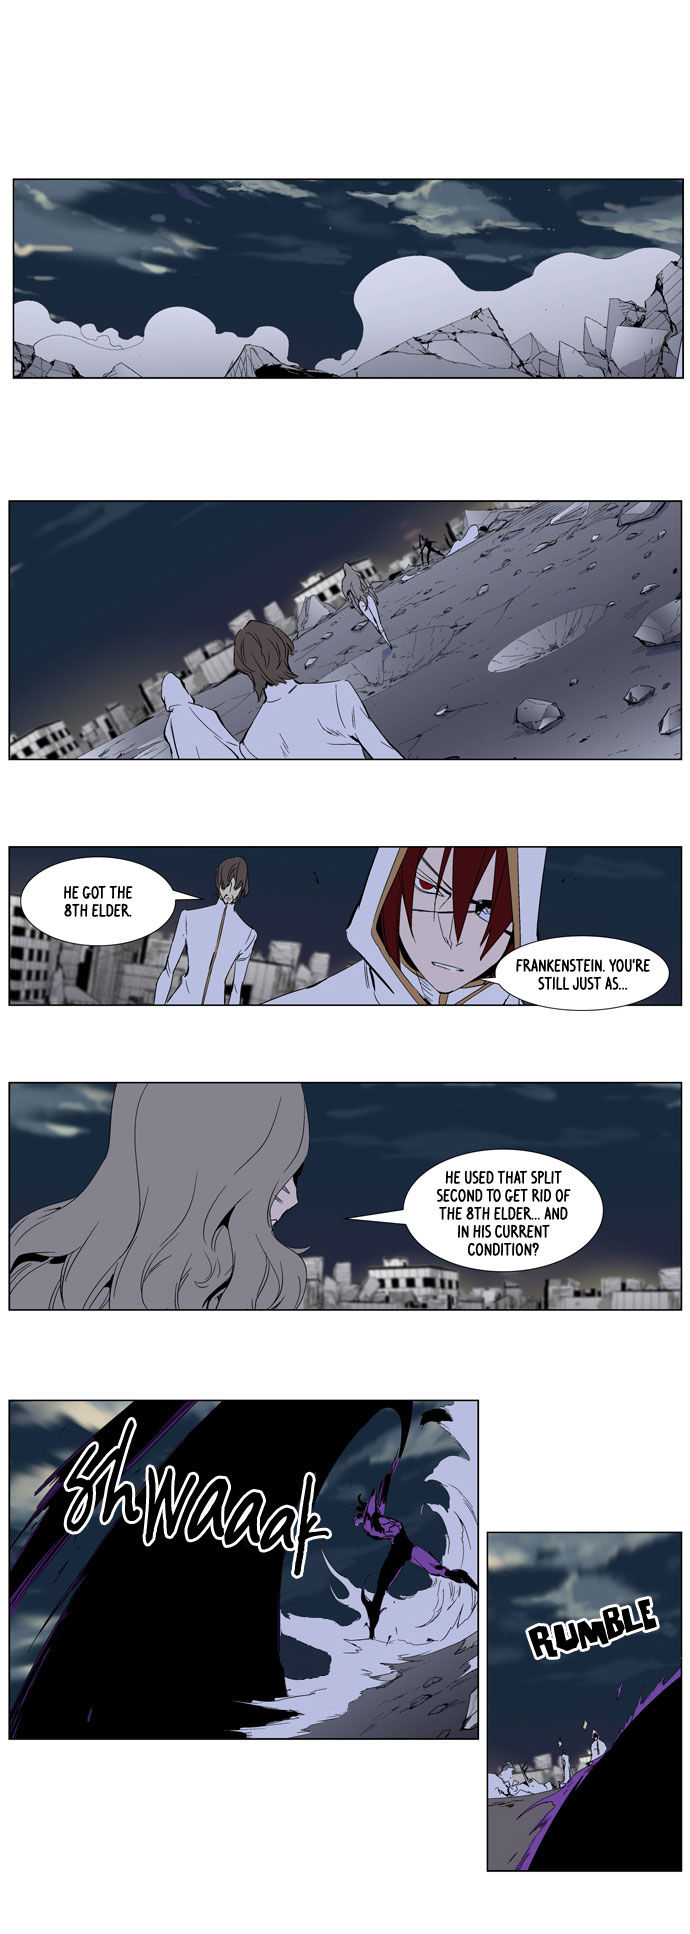 HE GOT THE
8TH ELDER.
FRANKENSTEIN. YOU'RE
STILL JUST AS...
HE USED THAT SPLIT
SECOND TO GET RID OF
THE 8TH ELDER... AND
IN HIS CURRENT
CONDITION?
shwaaak
RUMBLE